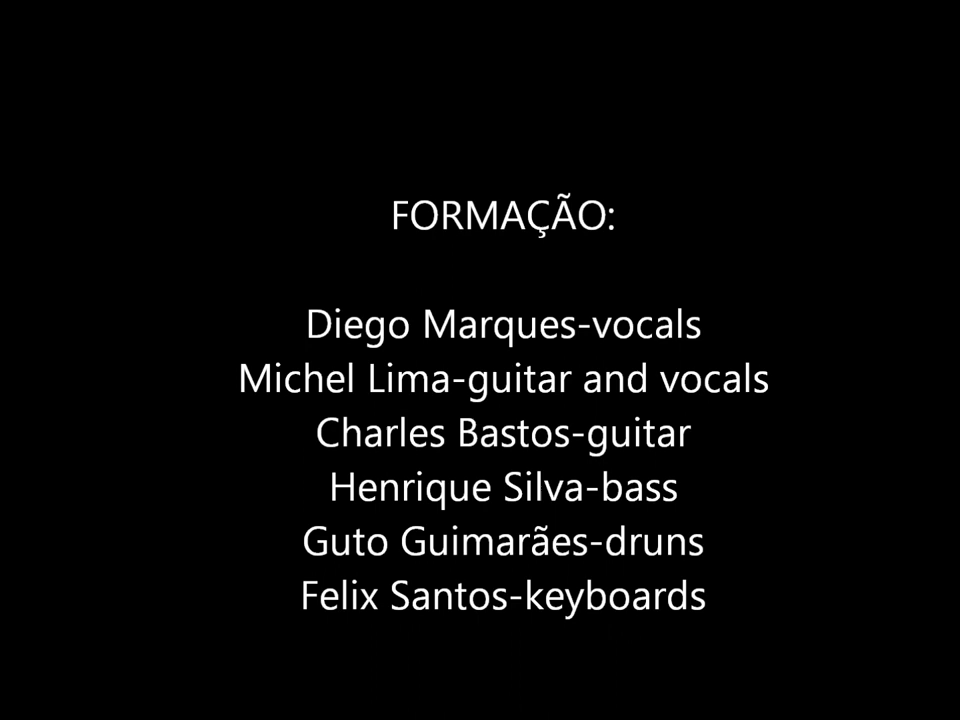 FORMAÇÃO:
Diego Marques-vocals
Michel Lima-guitar and vocals
Charles Bastos-guitar
Henrique Silva-bass
Guto Guimarães-druns
Felix Santos-keyboards